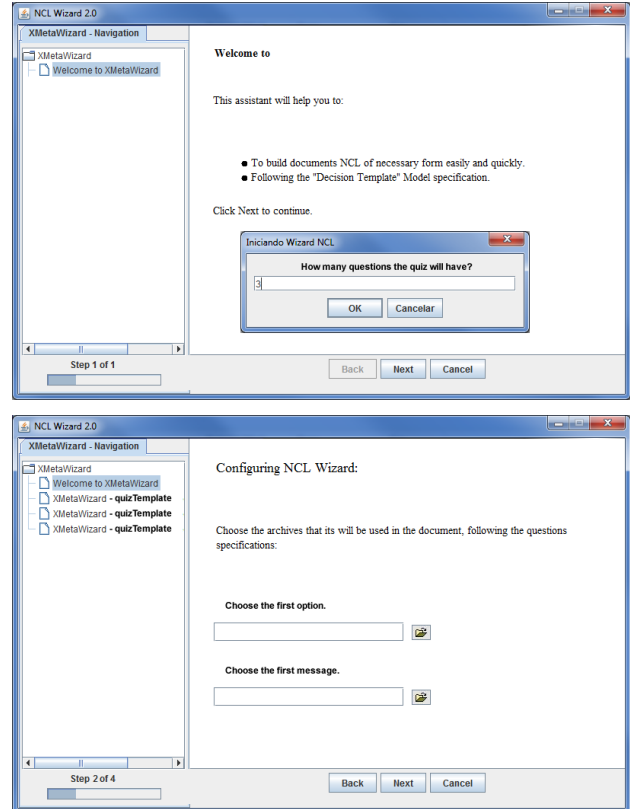 NCL Wizard 2.0
XMetaWizard - Navigation
XMetaWizard
Welcome to XMetaWizard
Welcome to
This assistant will help you to:
To build documents NCL of necessary form easily and quickly.
Following the "Decision Template" Model specification.
Click Next to continue.
Iniciando Wizard NCL
How many questions the quiz will have?
3
OK Cancelar
Step 1 of 1
Back Next Cancel
NCL Wizard 2.0
XMetaWizard - Navigation
XMetaWizard
Welcome to XMetaWizard
XMetaWizard - quizTemplate
XMetaWizard - quizTemplate
XMetaWizard - quizTemplate
Configuring NCL Wizard:
Choose the archives that its will be used in the document, following the questions
specifications:
Choose the first option.
Choose the first message.
Step 2 of 4
Back Next Cancel